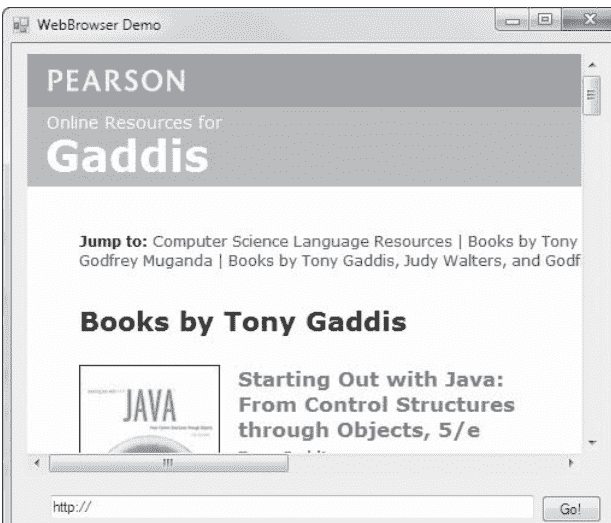 WebBrowser Demo
PEARSON
Online Resources for
Gaddis
Jump to: Computer Science Language Resources | Books by Tony
Godfrey Muganda | Books by Tony Gaddis, Judy Walters, and Godf
Books by Tony Gaddis
JAVA
Starting Out with Java:
From Control Structures
through Objects, 5/e
http://
Go!